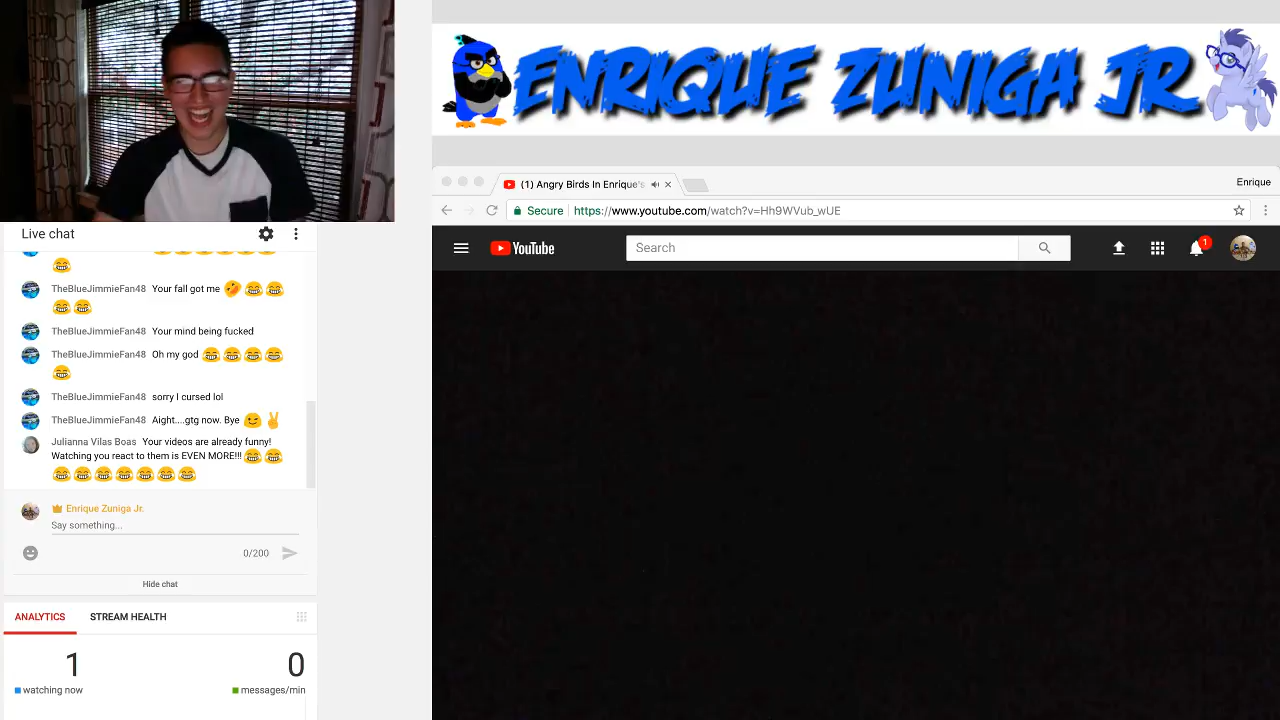 ENRIQUE ZUNIGA JR.
(1) Angry Birds In Enrique's
Enrique
Secure https://www.youtube.com/watch?v=Hh9WVub_wUE
YouTube
Search
1
Live chat
TheBlueJimmieFan48 Your fall got me
TheBlueJimmieFan48 Your mind being fucked
TheBlueJimmieFan48 Oh my god
TheBlueJimmieFan48 sorry I cursed lol
TheBlueJimmieFan48 Aight....gtg now. Bye
Julianna Vilas Boas Your videos are already funny!
Watching you react to them is EVEN MORE!!!
Enrique Zuniga Jr.
Say something...
0/200
Hide chat
ANALYTICS STREAM HEALTH
1 0
watching now messages/min